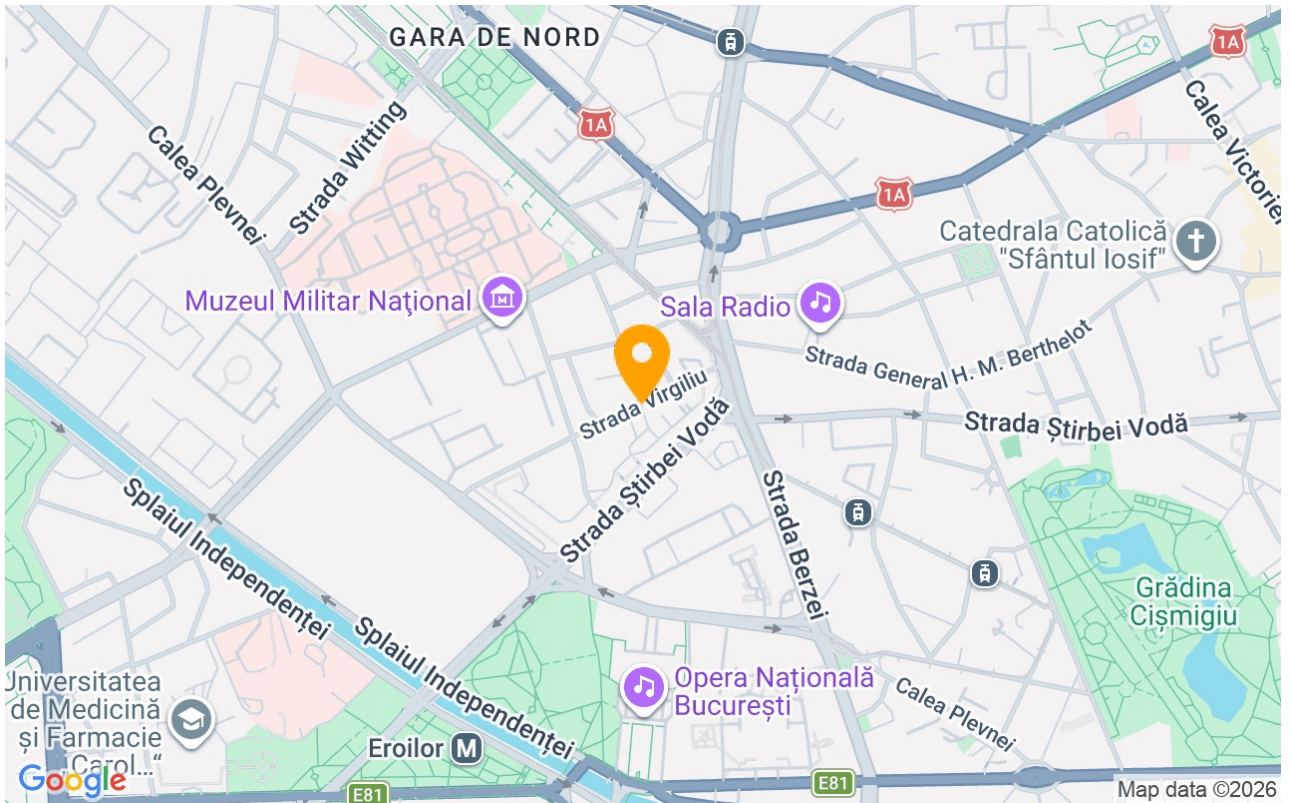 GARA DE NORD
1A
1A
1A
Calea Plevnei
Strada Witting
Calea Victoriei
Catedrala Catolică
"Sfântul Iosif"
Muzeul Militar Naţional
M
Sala Radio
Strada General H. M. Berthelot
Strada Virgiliu
Strada Știrbei Vodă
Strada Știrbei Vodă
Strada Berzei
Splaiul Independenței
Splaiul Independenței
Grădina
Cișmigiu
Opera Națională
București
Calea Plevnei
Universitatea
de Medicină
și Farmacie
„Carol...“
Eroilor M
E81
E81
Google
Map data ©2026